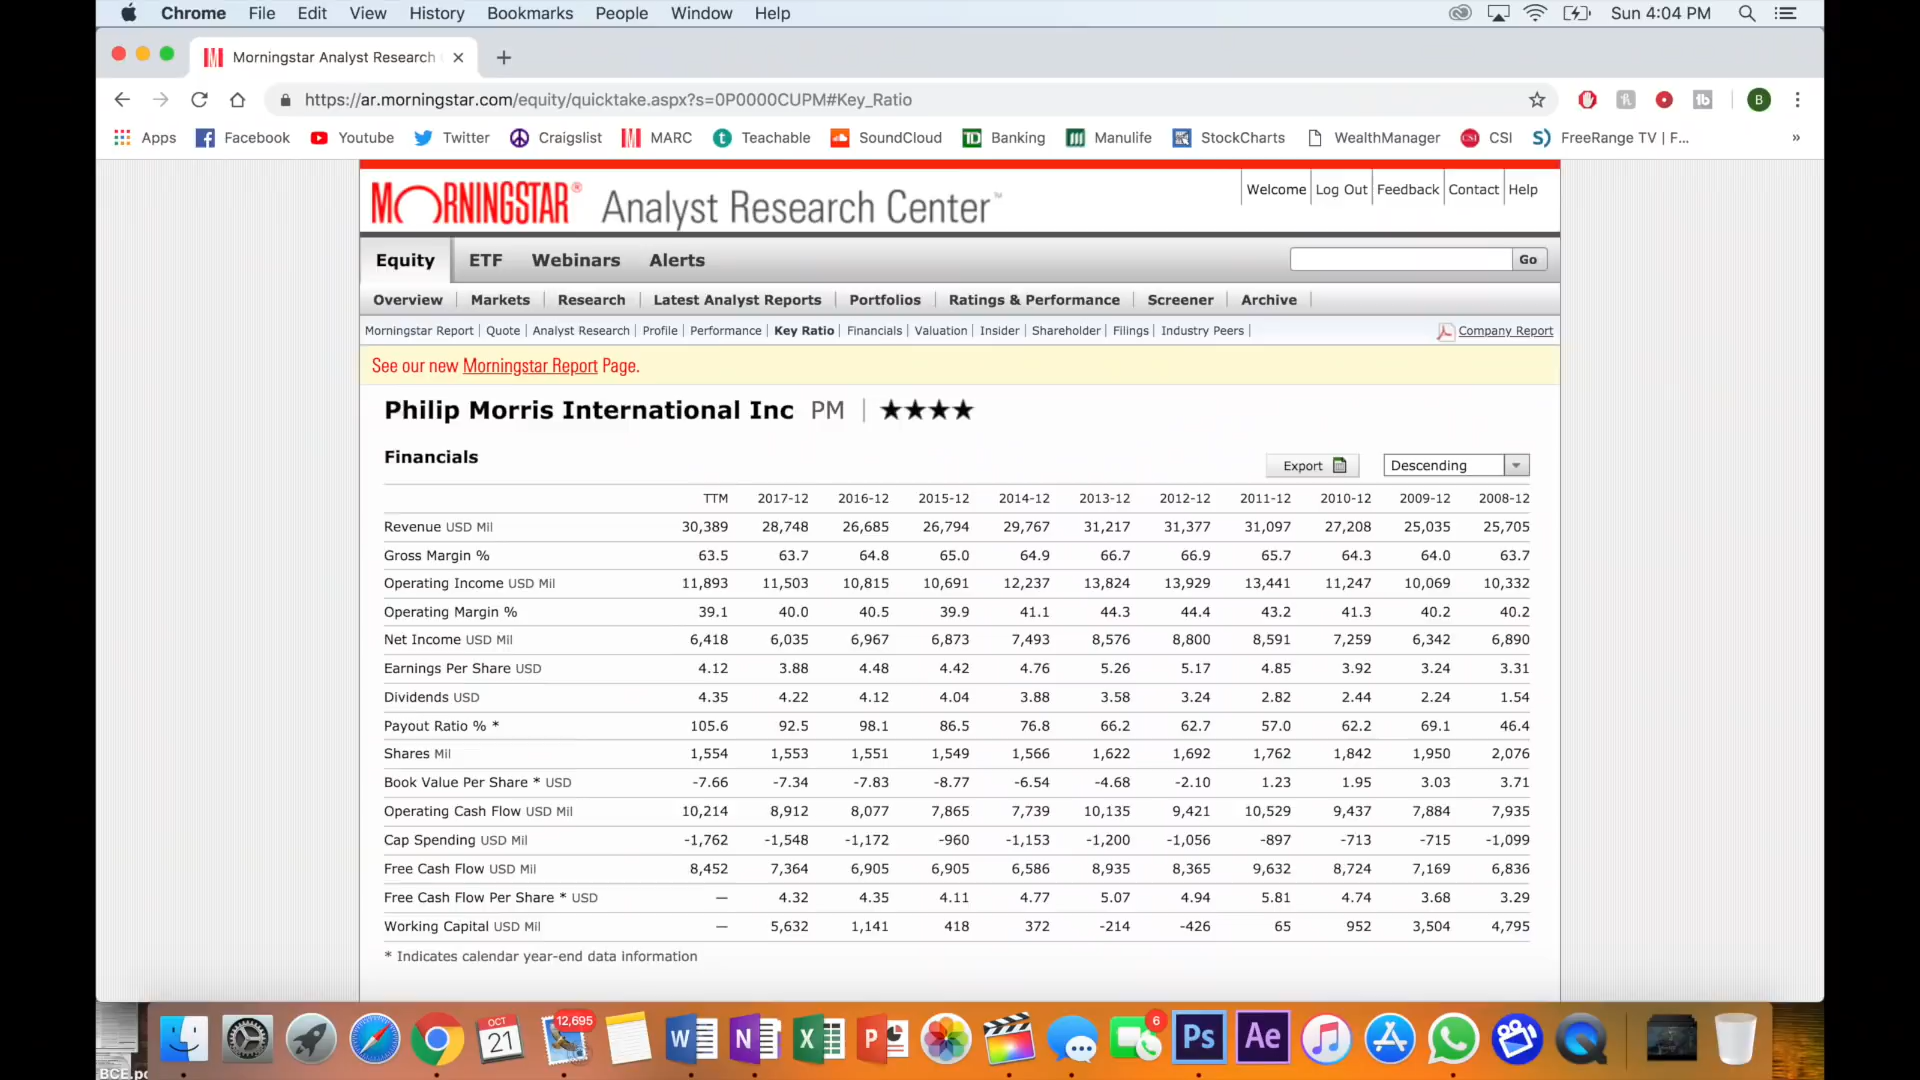 Chrome File Edit View History Bookmarks People Window Help Sun 4:04 PM
Morningstar Analyst Research
https://ar.morningstar.com/equity/quicktake.aspx?s=0P0000CUPM#Key_Ratio B
Apps Facebook Youtube Twitter Craigslist MARC Teachable SoundCloud TD Banking Manulife StockCharts WealthManager CSI CSI FreeRange TV | F... »
MORNINGSTAR® Analyst Research Center™ Welcome Log Out Feedback Contact Help
Equity ETF Webinars Alerts Go
Overview Markets Research Latest Analyst Reports Portfolios Ratings & Performance Screener Archive
Morningstar Report Quote Analyst Research Profile Performance Key Ratio Financials Valuation Insider Shareholder Filings Industry Peers Company Report
See our new Morningstar Report Page.
Philip Morris International Inc PM ★★★★
Financials
Export Descending
TTM 2017-12 2016-12 2015-12 2014-12 2013-12 2012-12 2011-12 2010-12 2009-12 2008-12
Revenue USD Mil 30,389 28,748 26,685 26,794 29,767 31,217 31,377 31,097 27,208 25,035 25,705
Gross Margin % 63.5 63.7 64.8 65.0 64.9 66.7 66.9 65.7 64.3 64.0 63.7
Operating Income USD Mil 11,893 11,503 10,815 10,691 12,237 13,824 13,929 13,441 11,247 10,069 10,332
Operating Margin % 39.1 40.0 40.5 39.9 41.1 44.3 44.4 43.2 41.3 40.2 40.2
Net Income USD Mil 6,418 6,035 6,967 6,873 7,493 8,576 8,800 8,591 7,259 6,342 6,890
Earnings Per Share USD 4.12 3.88 4.48 4.42 4.76 5.26 5.17 4.85 3.92 3.24 3.31
Dividends USD 4.35 4.22 4.12 4.04 3.88 3.58 3.24 2.82 2.44 2.24 1.54
Payout Ratio % * 105.6 92.5 98.1 86.5 76.8 66.2 62.7 57.0 62.2 69.1 46.4
Shares Mil 1,554 1,553 1,551 1,549 1,566 1,622 1,692 1,762 1,842 1,950 2,076
Book Value Per Share * USD -7.66 -7.34 -7.83 -8.77 -6.54 -4.68 -2.10 1.23 1.95 3.03 3.71
Operating Cash Flow USD Mil 10,214 8,912 8,077 7,865 7,739 10,135 9,421 10,529 9,437 7,884 7,935
Cap Spending USD Mil -1,762 -1,548 -1,172 -960 -1,153 -1,200 -1,056 -897 -713 -715 -1,099
Free Cash Flow USD Mil 8,452 7,364 6,905 6,905 6,586 8,935 8,365 9,632 8,724 7,169 6,836
Free Cash Flow Per Share * USD — 4.32 4.35 4.11 4.77 5.07 4.94 5.81 4.74 3.68 3.29
Working Capital USD Mil — 5,632 1,141 418 372 -214 -426 65 952 3,504 4,795
* Indicates calendar year-end data information
OCT 21 12,695 W N X P 6 Ps Ae